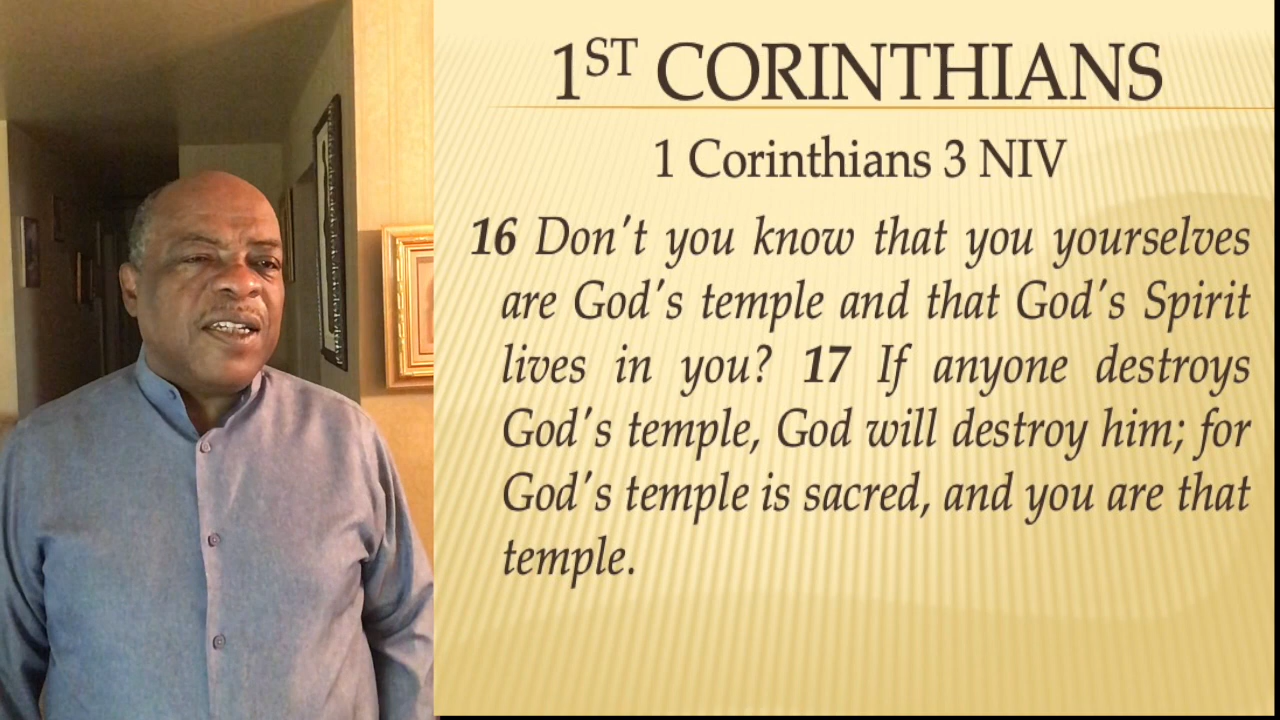 1ST CORINTHIANS
1 Corinthians 3 NIV
16 Don't you know that you yourselves
are God's temple and that God's Spirit
lives in you? 17 If anyone destroys
God's temple, God will destroy him; for
God's temple is sacred, and you are that
temple.